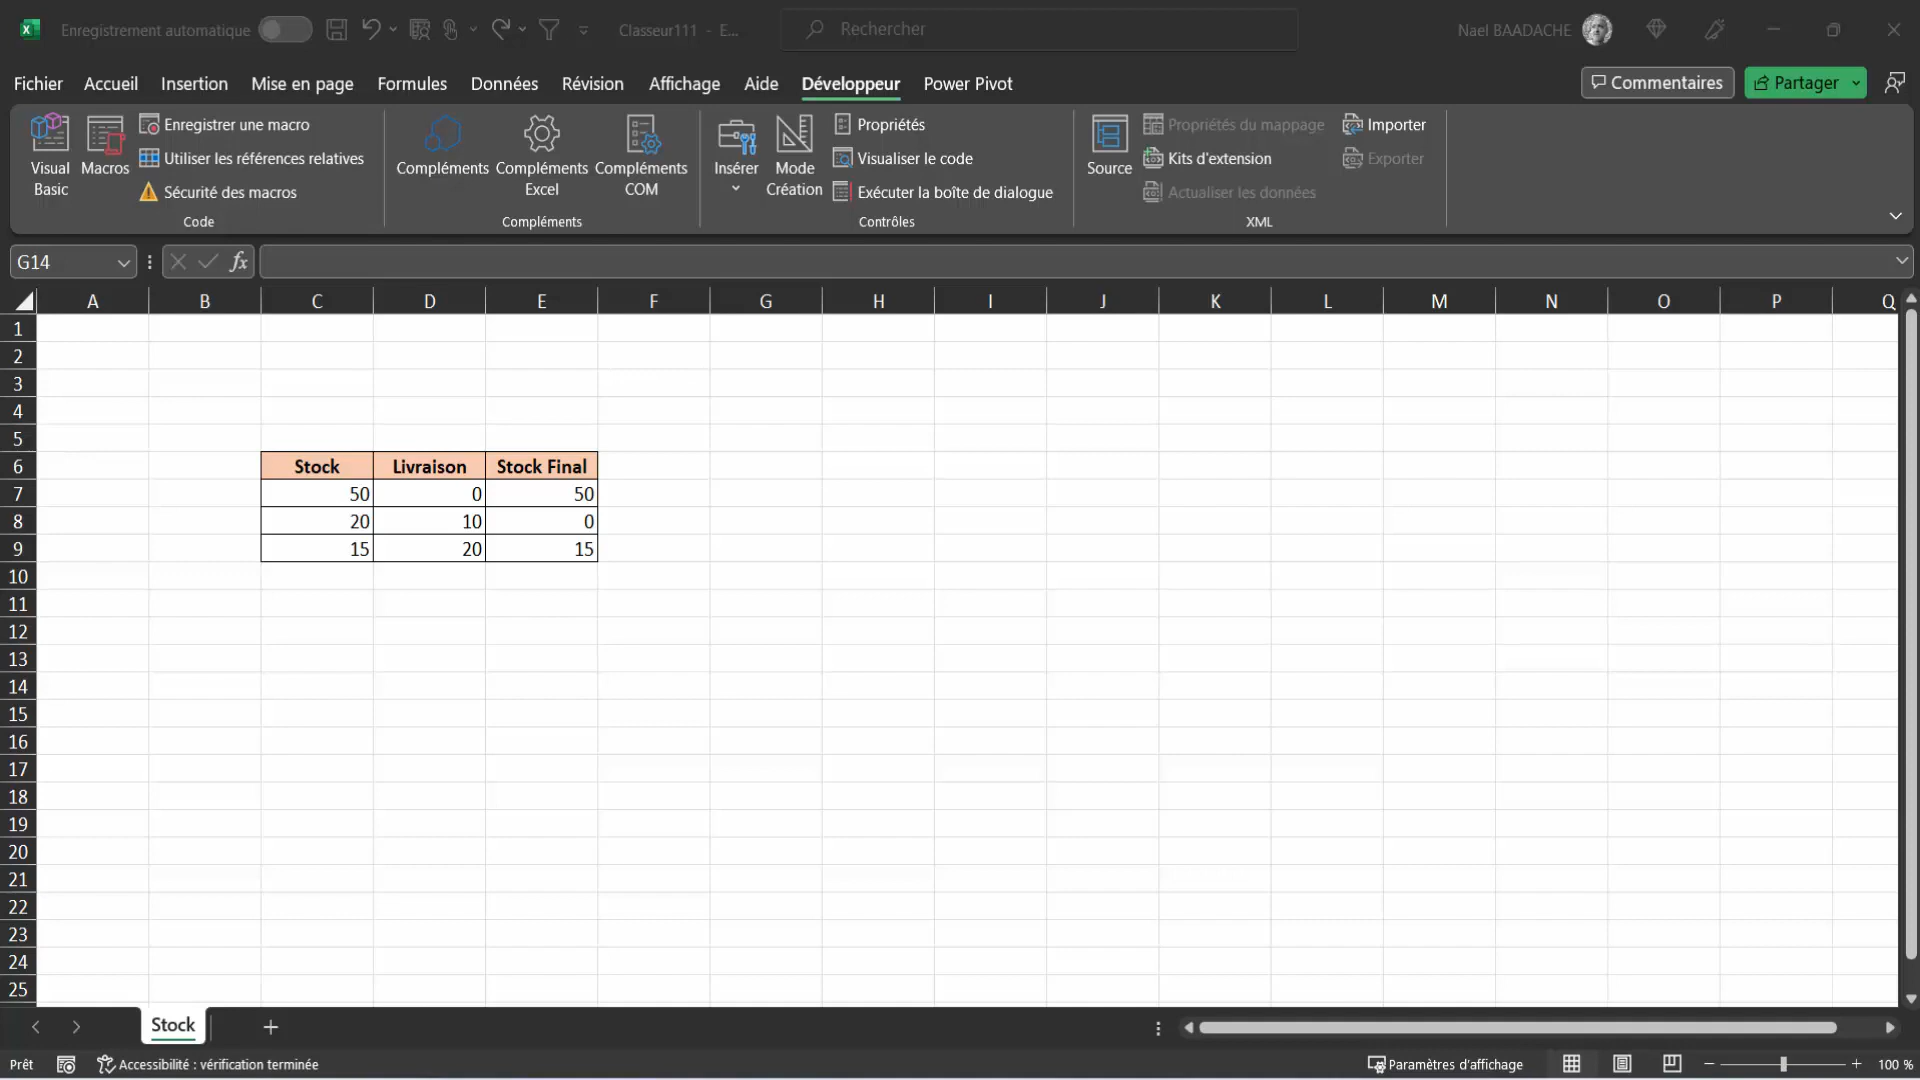 Enregistrement automatique
Classeur111 - E...
Rechercher
Nael BAADACHE
Fichier Accueil Insertion Mise en page Formules Données Révision Affichage Aide Développeur Power Pivot
Commentaires
Partager
Visual Basic
Macros
Enregistrer une macro
Utiliser les références relatives
Sécurité des macros
Code
Compléments
Compléments Excel
Compléments COM
Compléments
Insérer
Mode Création
Propriétés
Visualiser le code
Exécuter la boîte de dialogue
Contrôles
Source
Propriétés du mappage
Kits d'extension
Actualiser les données
Importer
Exporter
XML
G14
fx
A B C D E F G H I J K L M N O P Q
1
2
3
4
5
6 Stock Livraison Stock Final
7 50 0 50
8 20 10 0
9 15 20 15
10
11
12
13
14
15
16
17
18
19
20
21
22
23
24
25
Stock
Prêt
Accessibilité : vérification terminée
Paramètres d'affichage
100 %